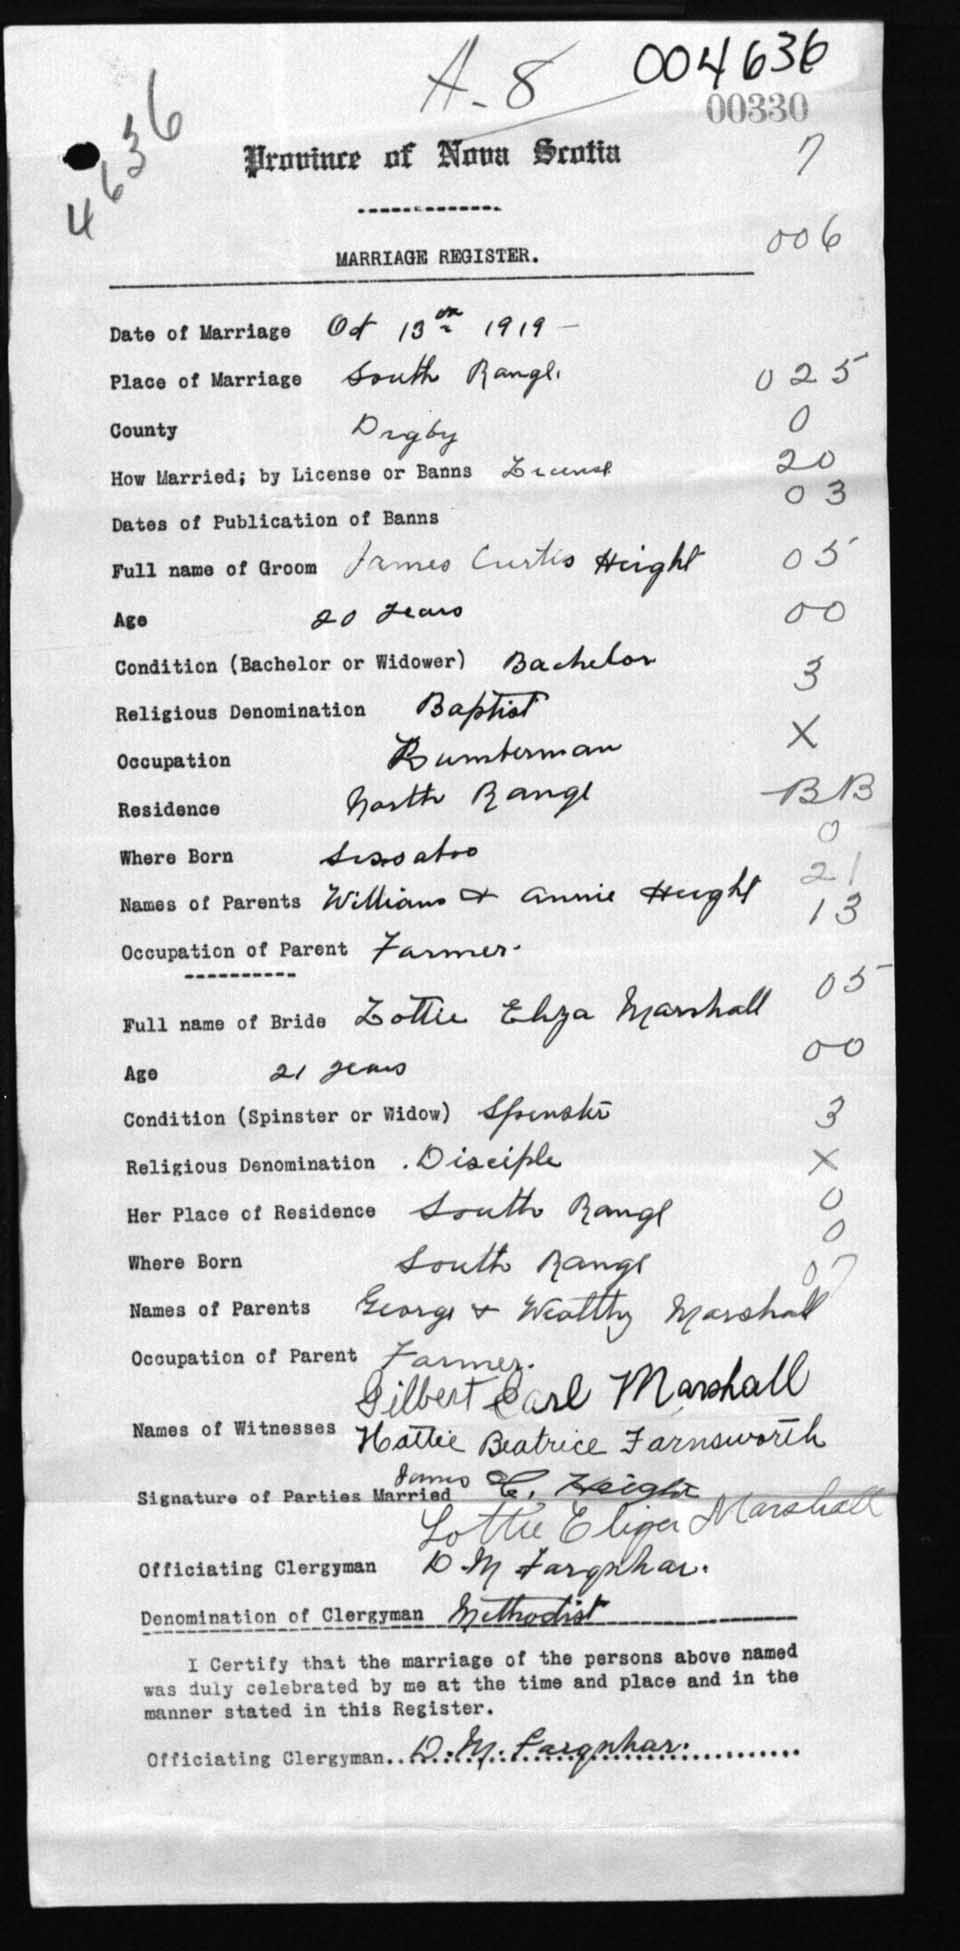 A-8
004636
00330
4636
Province of Nova Scotia
7
MARRIAGE REGISTER.
006
Date of Marriage Oct 13th 1919 -
Place of Marriage South Range.
025
County Digby
0
How Married; by License or Banns License
20
03
Dates of Publication of Banns
Full name of Groom James Curtis Height
05
Age 20 years
00
Condition (Bachelor or Widower) Bachelor
3
Religious Denomination Baptist
X
Occupation Lumberman
Residence North Range
BB
0
Where Born Sissaboo
21
Names of Parents William + Annie Height
13
Occupation of Parent Farmer.
05
Full name of Bride Lottie Eliza Marshall
00
Age 21 years
Condition (Spinster or Widow) Spinster
3
Religious Denomination . Disciple
X
Her Place of Residence South Range
0
0
Where Born South Range
07
Names of Parents George + Wealthy Marshall
Occupation of Parent Farmer.
Gilbert Earl Marshall
Names of Witnesses Hattie Beatrice Farnsworth
Signature of Parties Married James C. Height
Lottie Marshall
Officiating Clergyman D. M Farquhar.
Denomination of Clergyman Methodist
I Certify that the marriage of the persons above named
was duly celebrated by me at the time and place and in the
manner stated in this Register.
Officiating Clergyman..D. M. Farquhar.